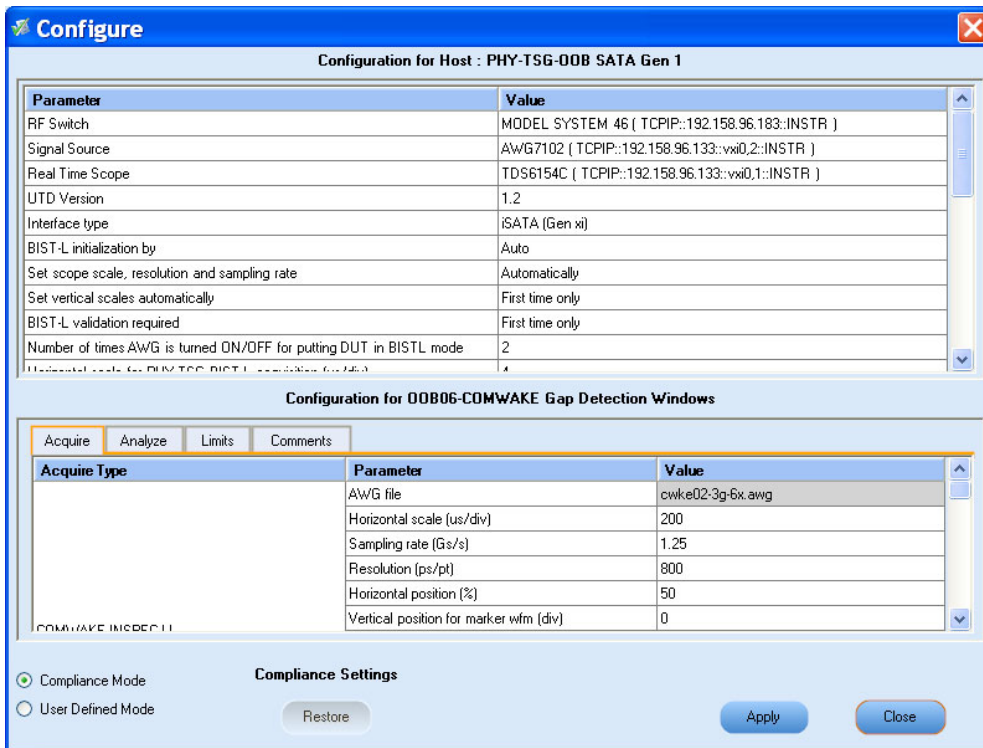 Configure
Configuration for Host : PHY-TSG-OOB SATA Gen 1
Parameter Value
RF Switch MODEL SYSTEM 46 ( TCPIP::192.158.96.183::INSTR )
Signal Source AWG7102 ( TCPIP::192.158.96.133::vxi0,2::INSTR )
Real Time Scope TDS6154C ( TCPIP::192.158.96.133::vxi0,1::INSTR )
UTD Version 1.2
Interface type iSATA (Gen xi)
BIST-L initialization by Auto
Set scope scale, resolution and sampling rate Automatically
Set vertical scales automatically First time only
BIST-L validation required First time only
Number of times AWG is turned ON/OFF for putting DUT in BISTL mode 2
Configuration for OOB06-COMWAKE Gap Detection Windows
Acquire Analyze Limits Comments
Acquire Type Parameter Value
AWG file cwke02-3g-6x.awg
Horizontal scale (us/div) 200
Sampling rate (Gs/s) 1.25
Resolution (ps/pt) 800
Horizontal position (%) 50
Vertical position for marker wfm (div) 0
Compliance Mode
User Defined Mode
Compliance Settings
Restore
Apply
Close